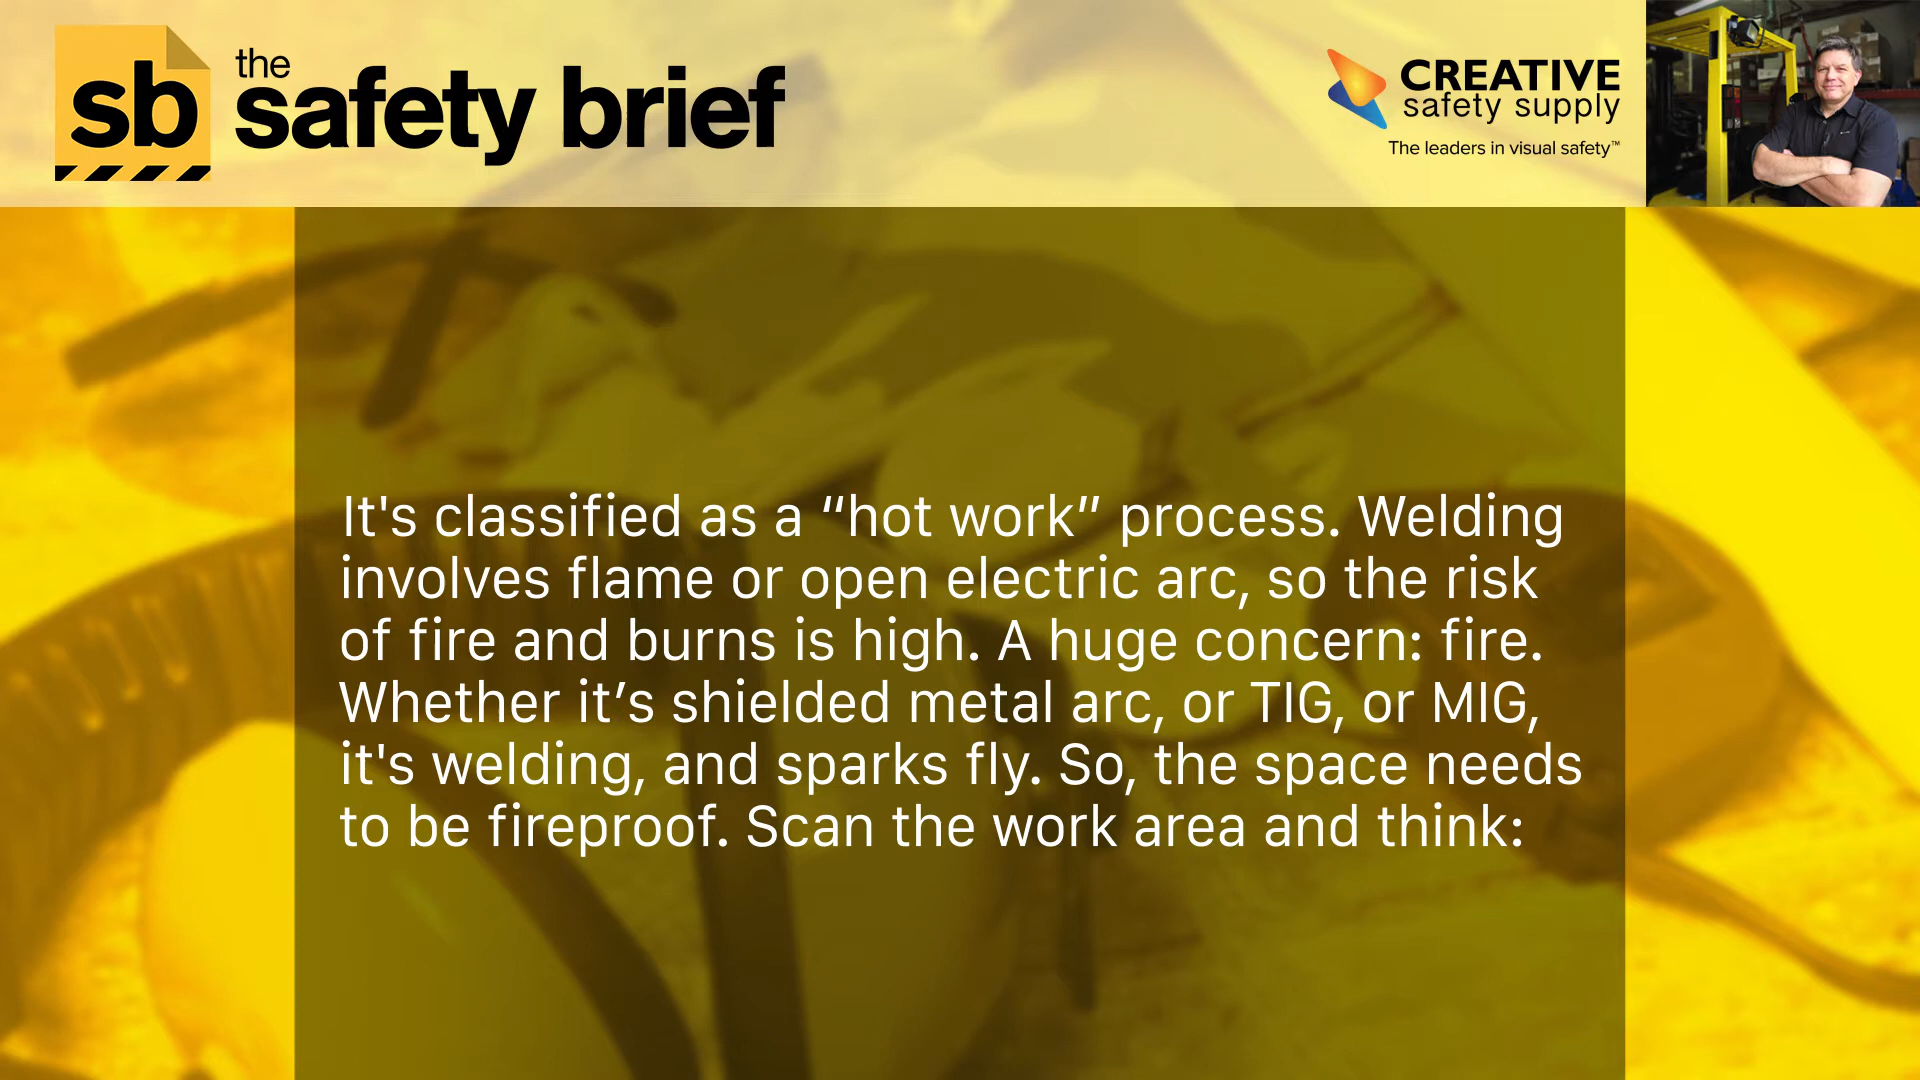 sb
the
safety brief
CREATIVE
safety supply
The leaders in visual safety™
It's classified as a “hot work” process. Welding
involves flame or open electric arc, so the risk
of fire and burns is high. A huge concern: fire.
Whether it’s shielded metal arc, or TIG, or MIG,
it's welding, and sparks fly. So, the space needs
to be fireproof. Scan the work area and think: